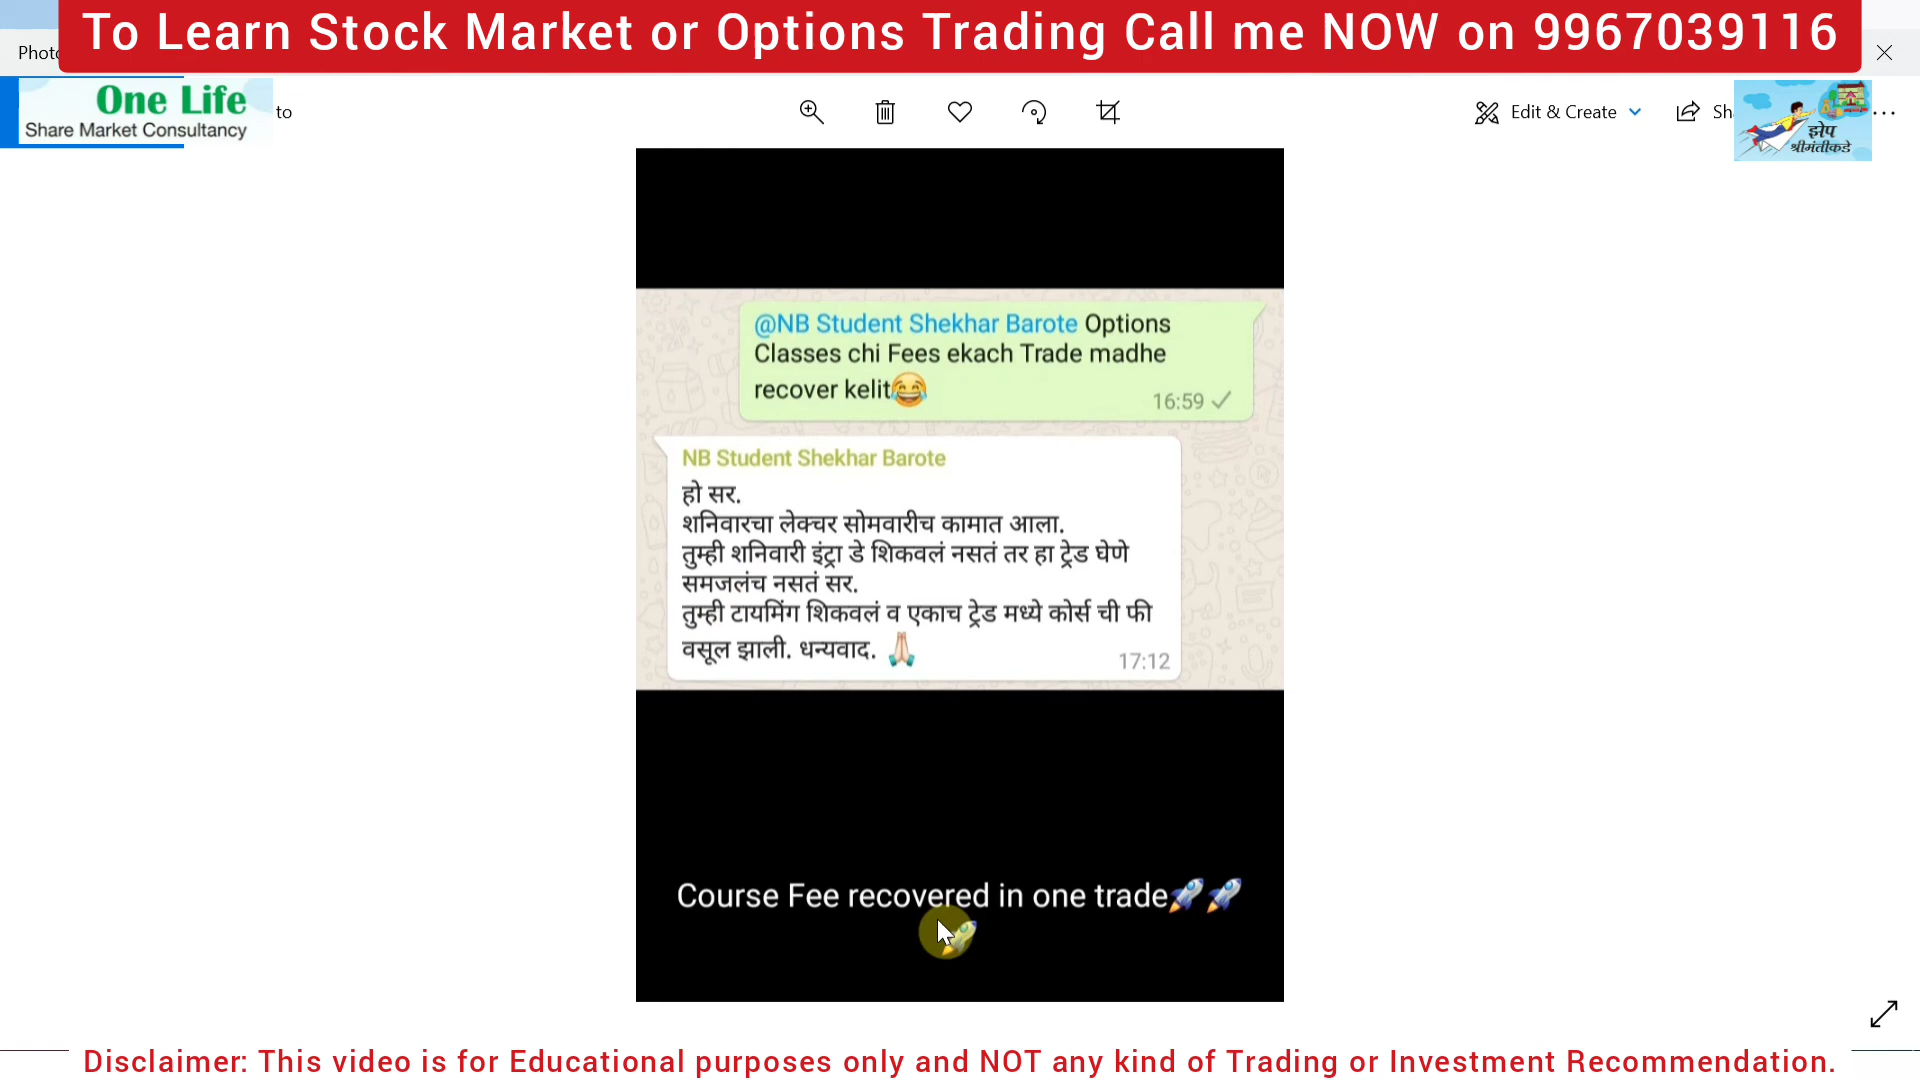 To Learn Stock Market or Options Trading Call me NOW on 9967039116
One Life
Share Market Consultancy
to
Edit & Create
झेप
श्रीमंतीकडे
@NB Student Shekhar Barote Options
Classes chi Fees ekach Trade madhe
recover kelit😂
16:59
NB Student Shekhar Barote
हो सर.
शनिवारचा लेक्चर सोमवारीच कामात आला.
तुम्ही शनिवारी इंट्रा डे शिकवलं नसतं तर हा ट्रेड घेणे
समजलंच नसतं सर.
तुम्ही टायमिंग शिकवलं व एकाच ट्रेड मध्ये कोर्स ची फी
वसूल झाली. धन्यवाद. 🙏🏻
17:12
Course Fee recovered in one trade🚀🚀
🚀
Disclaimer: This video is for Educational purposes only and NOT any kind of Trading or Investment Recommendation.